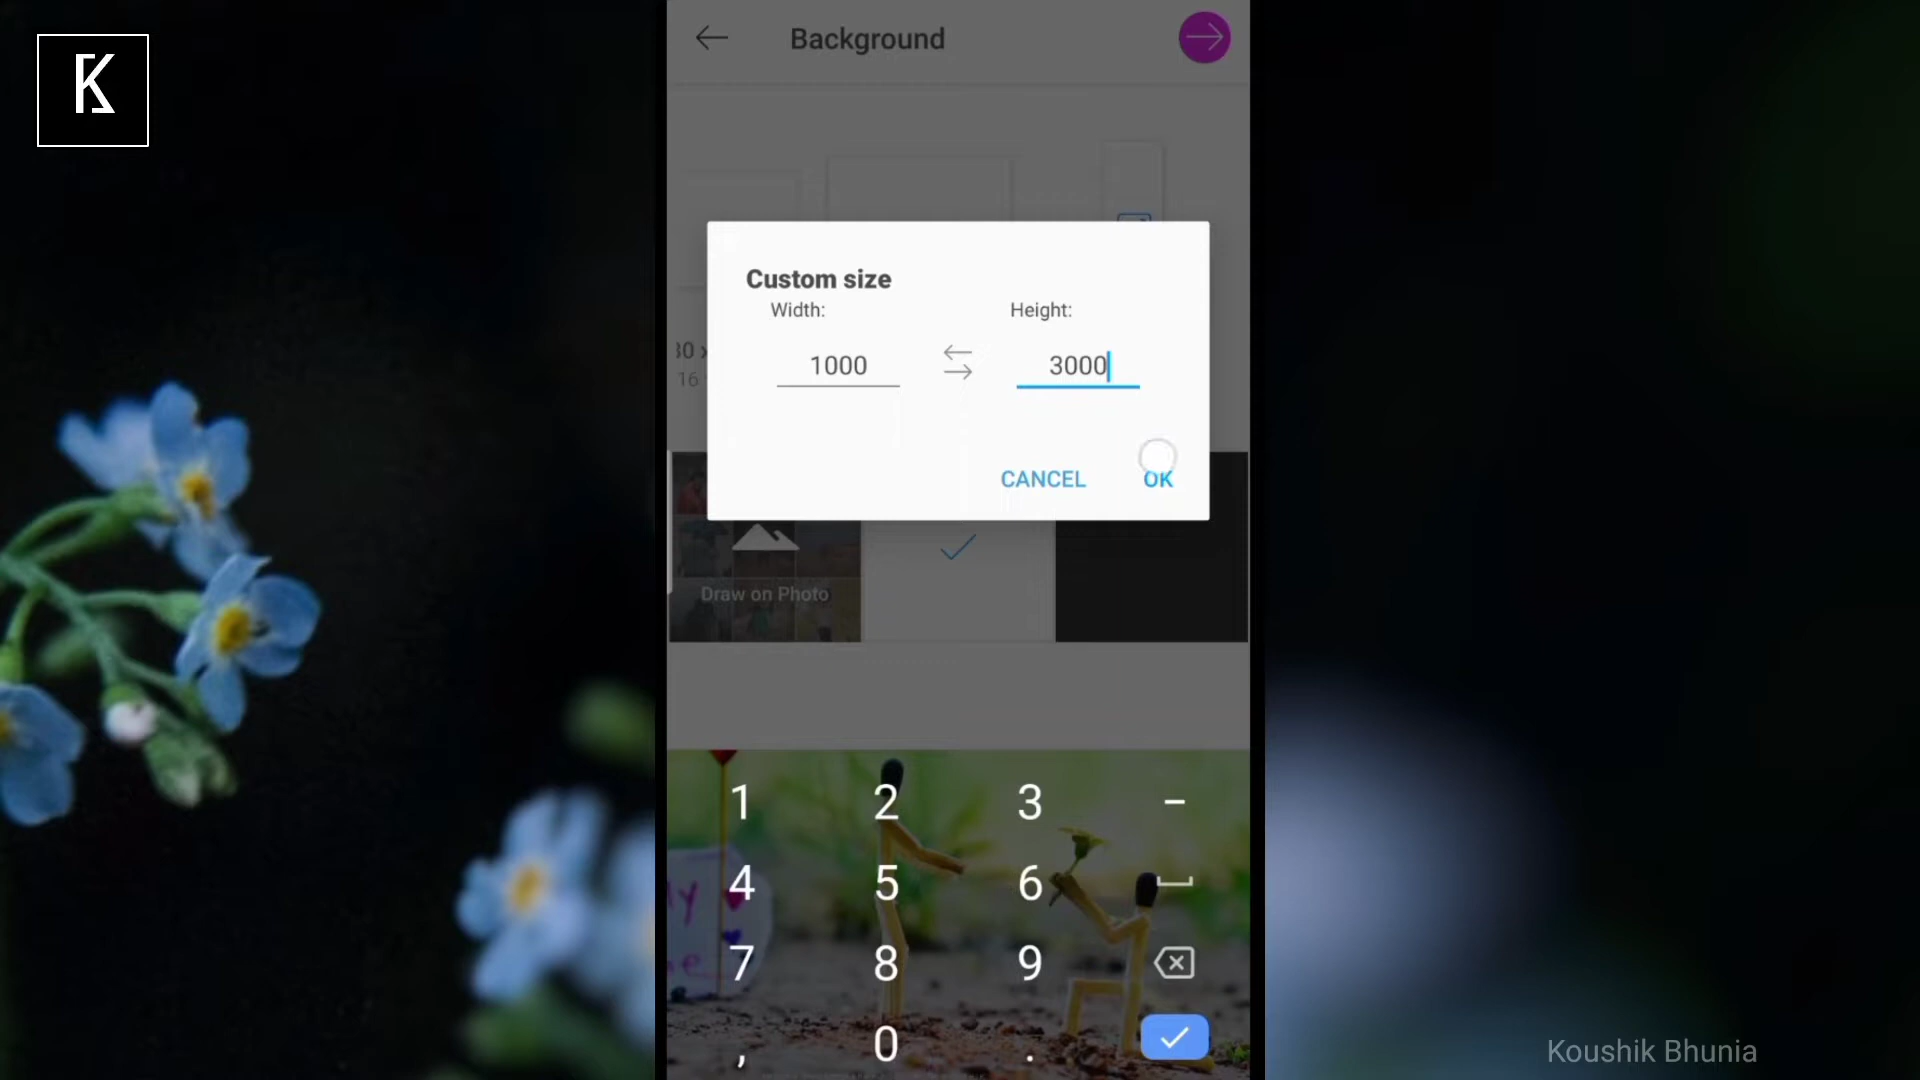 K
Background
Custom size
Width:
Height:
1000
3000
CANCEL
OK
16
Draw on Photo
1 2 3 -
4 5 6
7 8 9
, 0 .
Koushik Bhunia